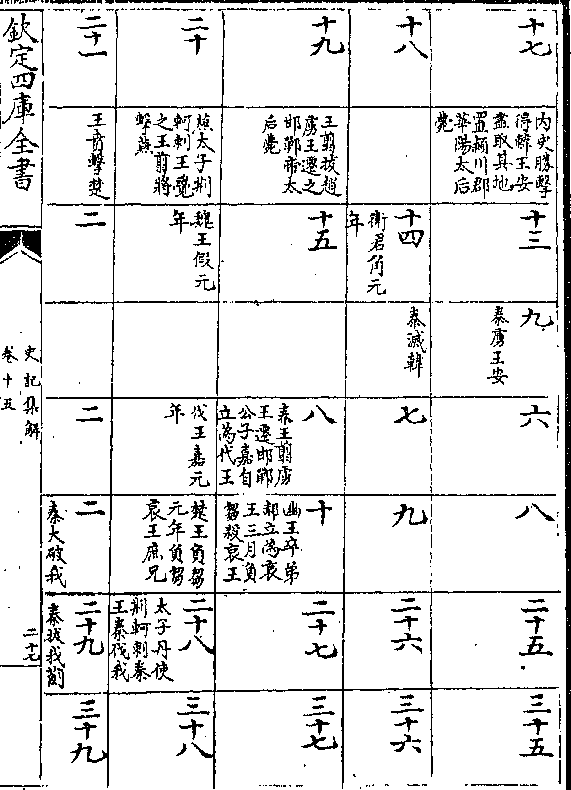 十七
内史勝擊
得韓王安
盡取其地
置潁川郡
華陽太后
薨
十三
九
秦虜王安
六
八
二十五
三十五
十八
十四
衛君角元
年
秦滅韓
七
九
二十六
三十六
十九
王翦拔趙
虜王遷之
邯鄲帝太
后薨
十五
八
秦王翦虜
王遷邯鄲
公子嘉自
立為代王
十
幽王卒弟
郝立為哀
王三月負
芻殺哀王
二十七
三十七
二十
燕太子
荆軻刺王覺
之王翦將
擊燕
魏王假元
年
代王嘉元
年
楚王負芻
元年負芻
哀王庶兄
二十八
太子丹使
荆軻刺秦
王秦伐我
三十八
二十一
王賁擊楚
二
二
二
秦大破我
二十九
秦拔我薊
三十九
欽定四庫全書
史記集解
卷十五
二十七